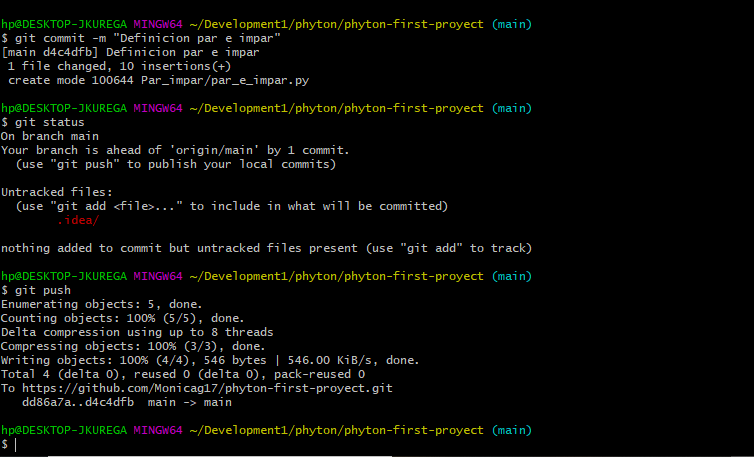 hp@DESKTOP-JKUREGA MINGW64 ~/Development1/phyton/phyton-first-proyect (main)
$ git commit -m "Definicion par e impar"
[main d4c4dfb] Definicion par e impar
 1 file changed, 10 insertions(+)
 create mode 100644 Par_impar/par_e_impar.py

hp@DESKTOP-JKUREGA MINGW64 ~/Development1/phyton/phyton-first-proyect (main)
$ git status
On branch main
Your branch is ahead of 'origin/main' by 1 commit.
  (use "git push" to publish your local commits)

Untracked files:
  (use "git add <file>..." to include in what will be committed)
        .idea/

nothing added to commit but untracked files present (use "git add" to track)

hp@DESKTOP-JKUREGA MINGW64 ~/Development1/phyton/phyton-first-proyect (main)
$ git push
Enumerating objects: 5, done.
Counting objects: 100% (5/5), done.
Delta compression using up to 8 threads
Compressing objects: 100% (3/3), done.
Writing objects: 100% (4/4), 546 bytes | 546.00 KiB/s, done.
Total 4 (delta 0), reused 0 (delta 0), pack-reused 0
To https://github.com/Monicag17/phyton-first-proyect.git
   dd86a7a..d4c4dfb  main -> main

hp@DESKTOP-JKUREGA MINGW64 ~/Development1/phyton/phyton-first-proyect (main)
$